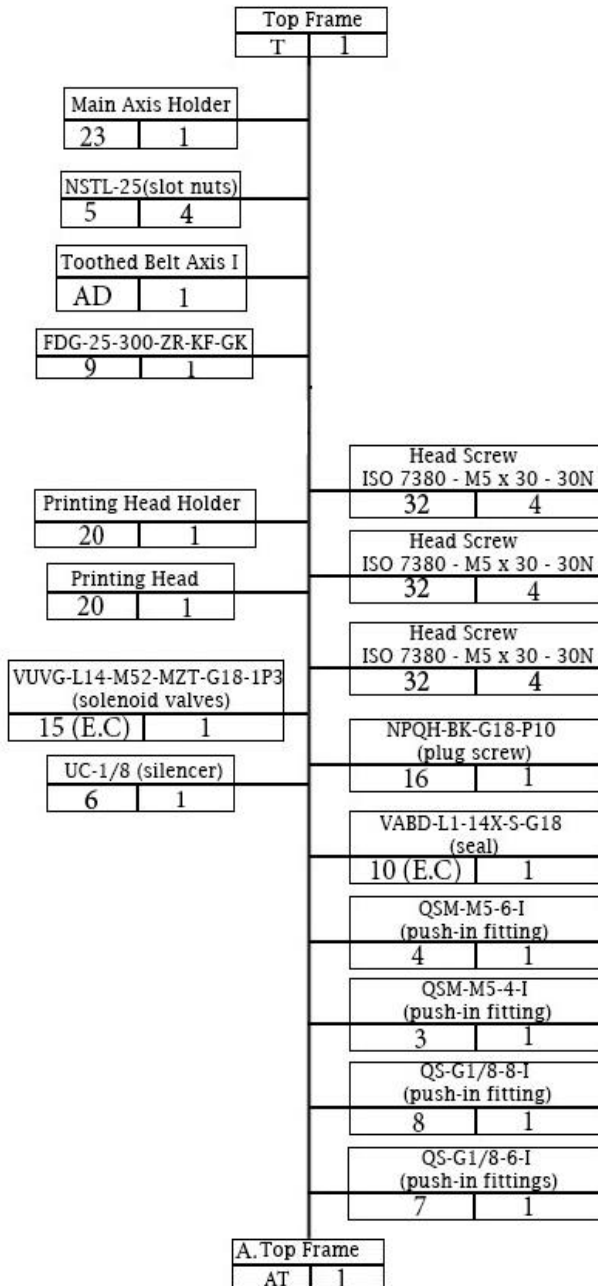 Top Frame
T 1
Main Axis Holder
23 1
NSTL-25(slot nuts)
5 4
Toothed Belt Axis I
AD 1
FDG-25-300-ZR-KF-GK
9 1
Head Screw
ISO 7380 - M5 x 30 - 30N
32 4
Printing Head Holder
20 1
Head Screw
ISO 7380 - M5 x 30 - 30N
32 4
Printing Head
20 1
Head Screw
ISO 7380 - M5 x 30 - 30N
32 4
VUVG-L14-M52-MZT-G18-1P3
(solenoid valves)
15 (E.C) 1
NPQH-BK-G18-P10
(plug screw)
16 1
UC-1/8 (silencer)
6 1
VABD-L1-14X-S-G18
(seal)
10 (E.C) 1
QSM-M5-6-I
(push-in fitting)
4 1
QSM-M5-4-I
(push-in fitting)
3 1
QS-G1/8-8-I
(push-in fitting)
8 1
QS-G1/8-6-I
(push-in fittings)
7 1
A.Top Frame
AT 1